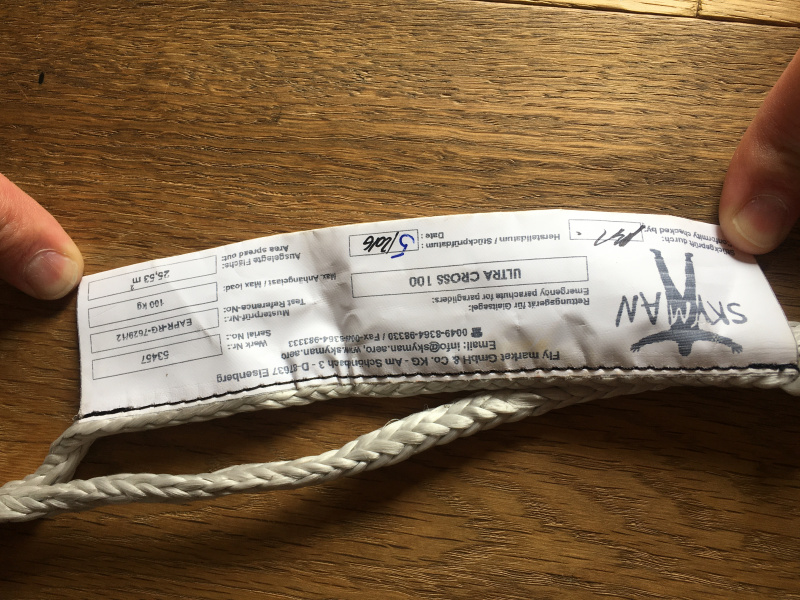 SKYMAN
Fly market GmbH & Co. KG - Am Schönbach 3 - D-87637 Eisenberg
Email: info@skyman.aero, www.skyman.aero
☎ 0049-8364-98330 / Fax-0049-8364-983333
Rettungsgerät für Gleitsegel:
Emergency parachute for paragliders:
ULTRA CROSS 100
Herstelldatum / Stückprüfdatum :
Date :
5/2016
Stückgeprüft durch:
Conformity checked by:
Werk Nr.:
Serial No.:
53457
Musterprüf-Nr.:
Test Reference No:
EAPR-RG-7629/12
Max. Anhängelast / Max Load:
100 kg
Ausgelegte Fläche:
Area spread out:
25,53 m²